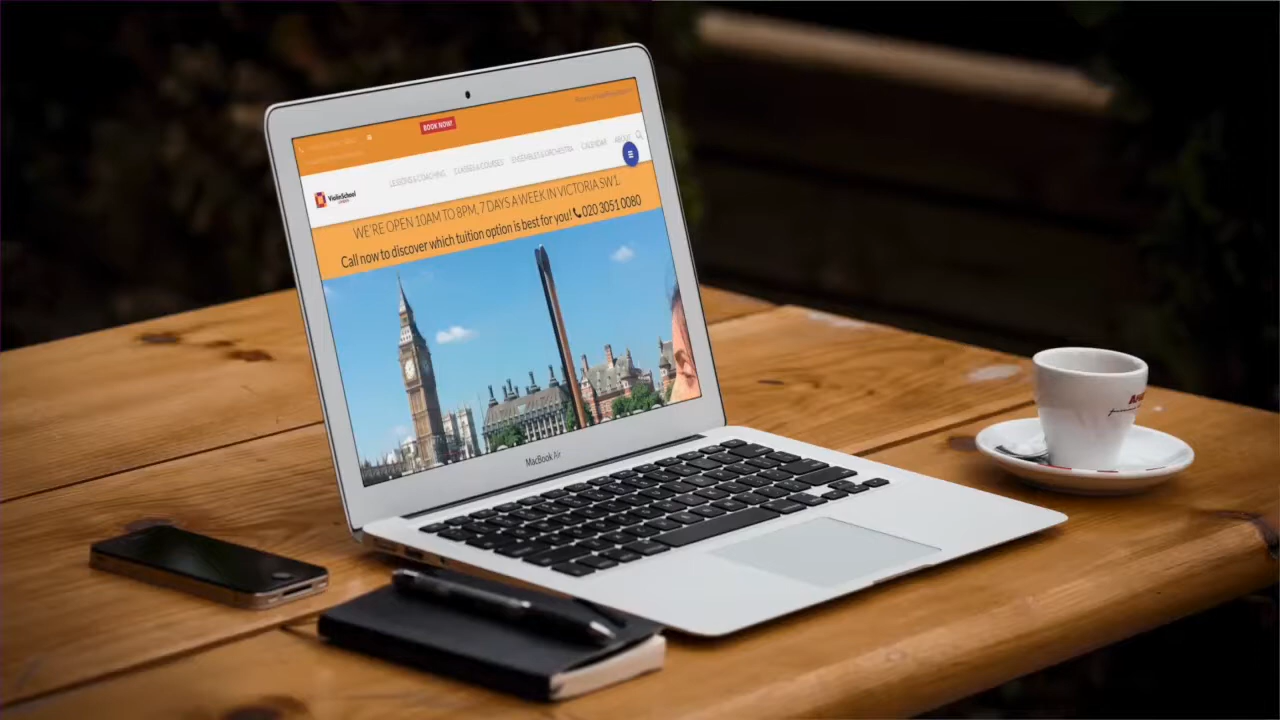 BOOK NOW!
LESSONS & COACHING CLASSES & COURSES ENSEMBLES & ORCHESTRA CALENDAR ABOUT
ViolinSchool
LONDON
WE'RE OPEN 10AM TO 8PM, 7 DAYS A WEEK IN VICTORIA SW1.
Call now to discover which tuition option is best for you! 020 3051 0080
MacBook Air